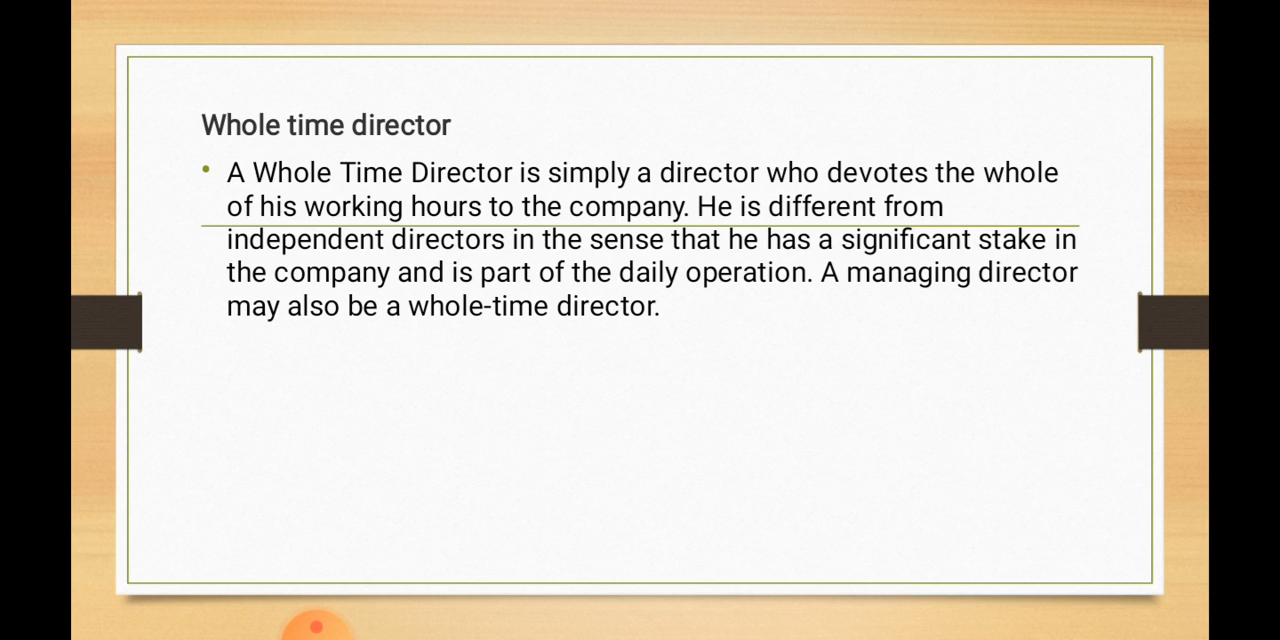 Whole time director
• A Whole Time Director is simply a director who devotes the whole
of his working hours to the company. He is different from
independent directors in the sense that he has a significant stake in
the company and is part of the daily operation. A managing director
may also be a whole-time director.